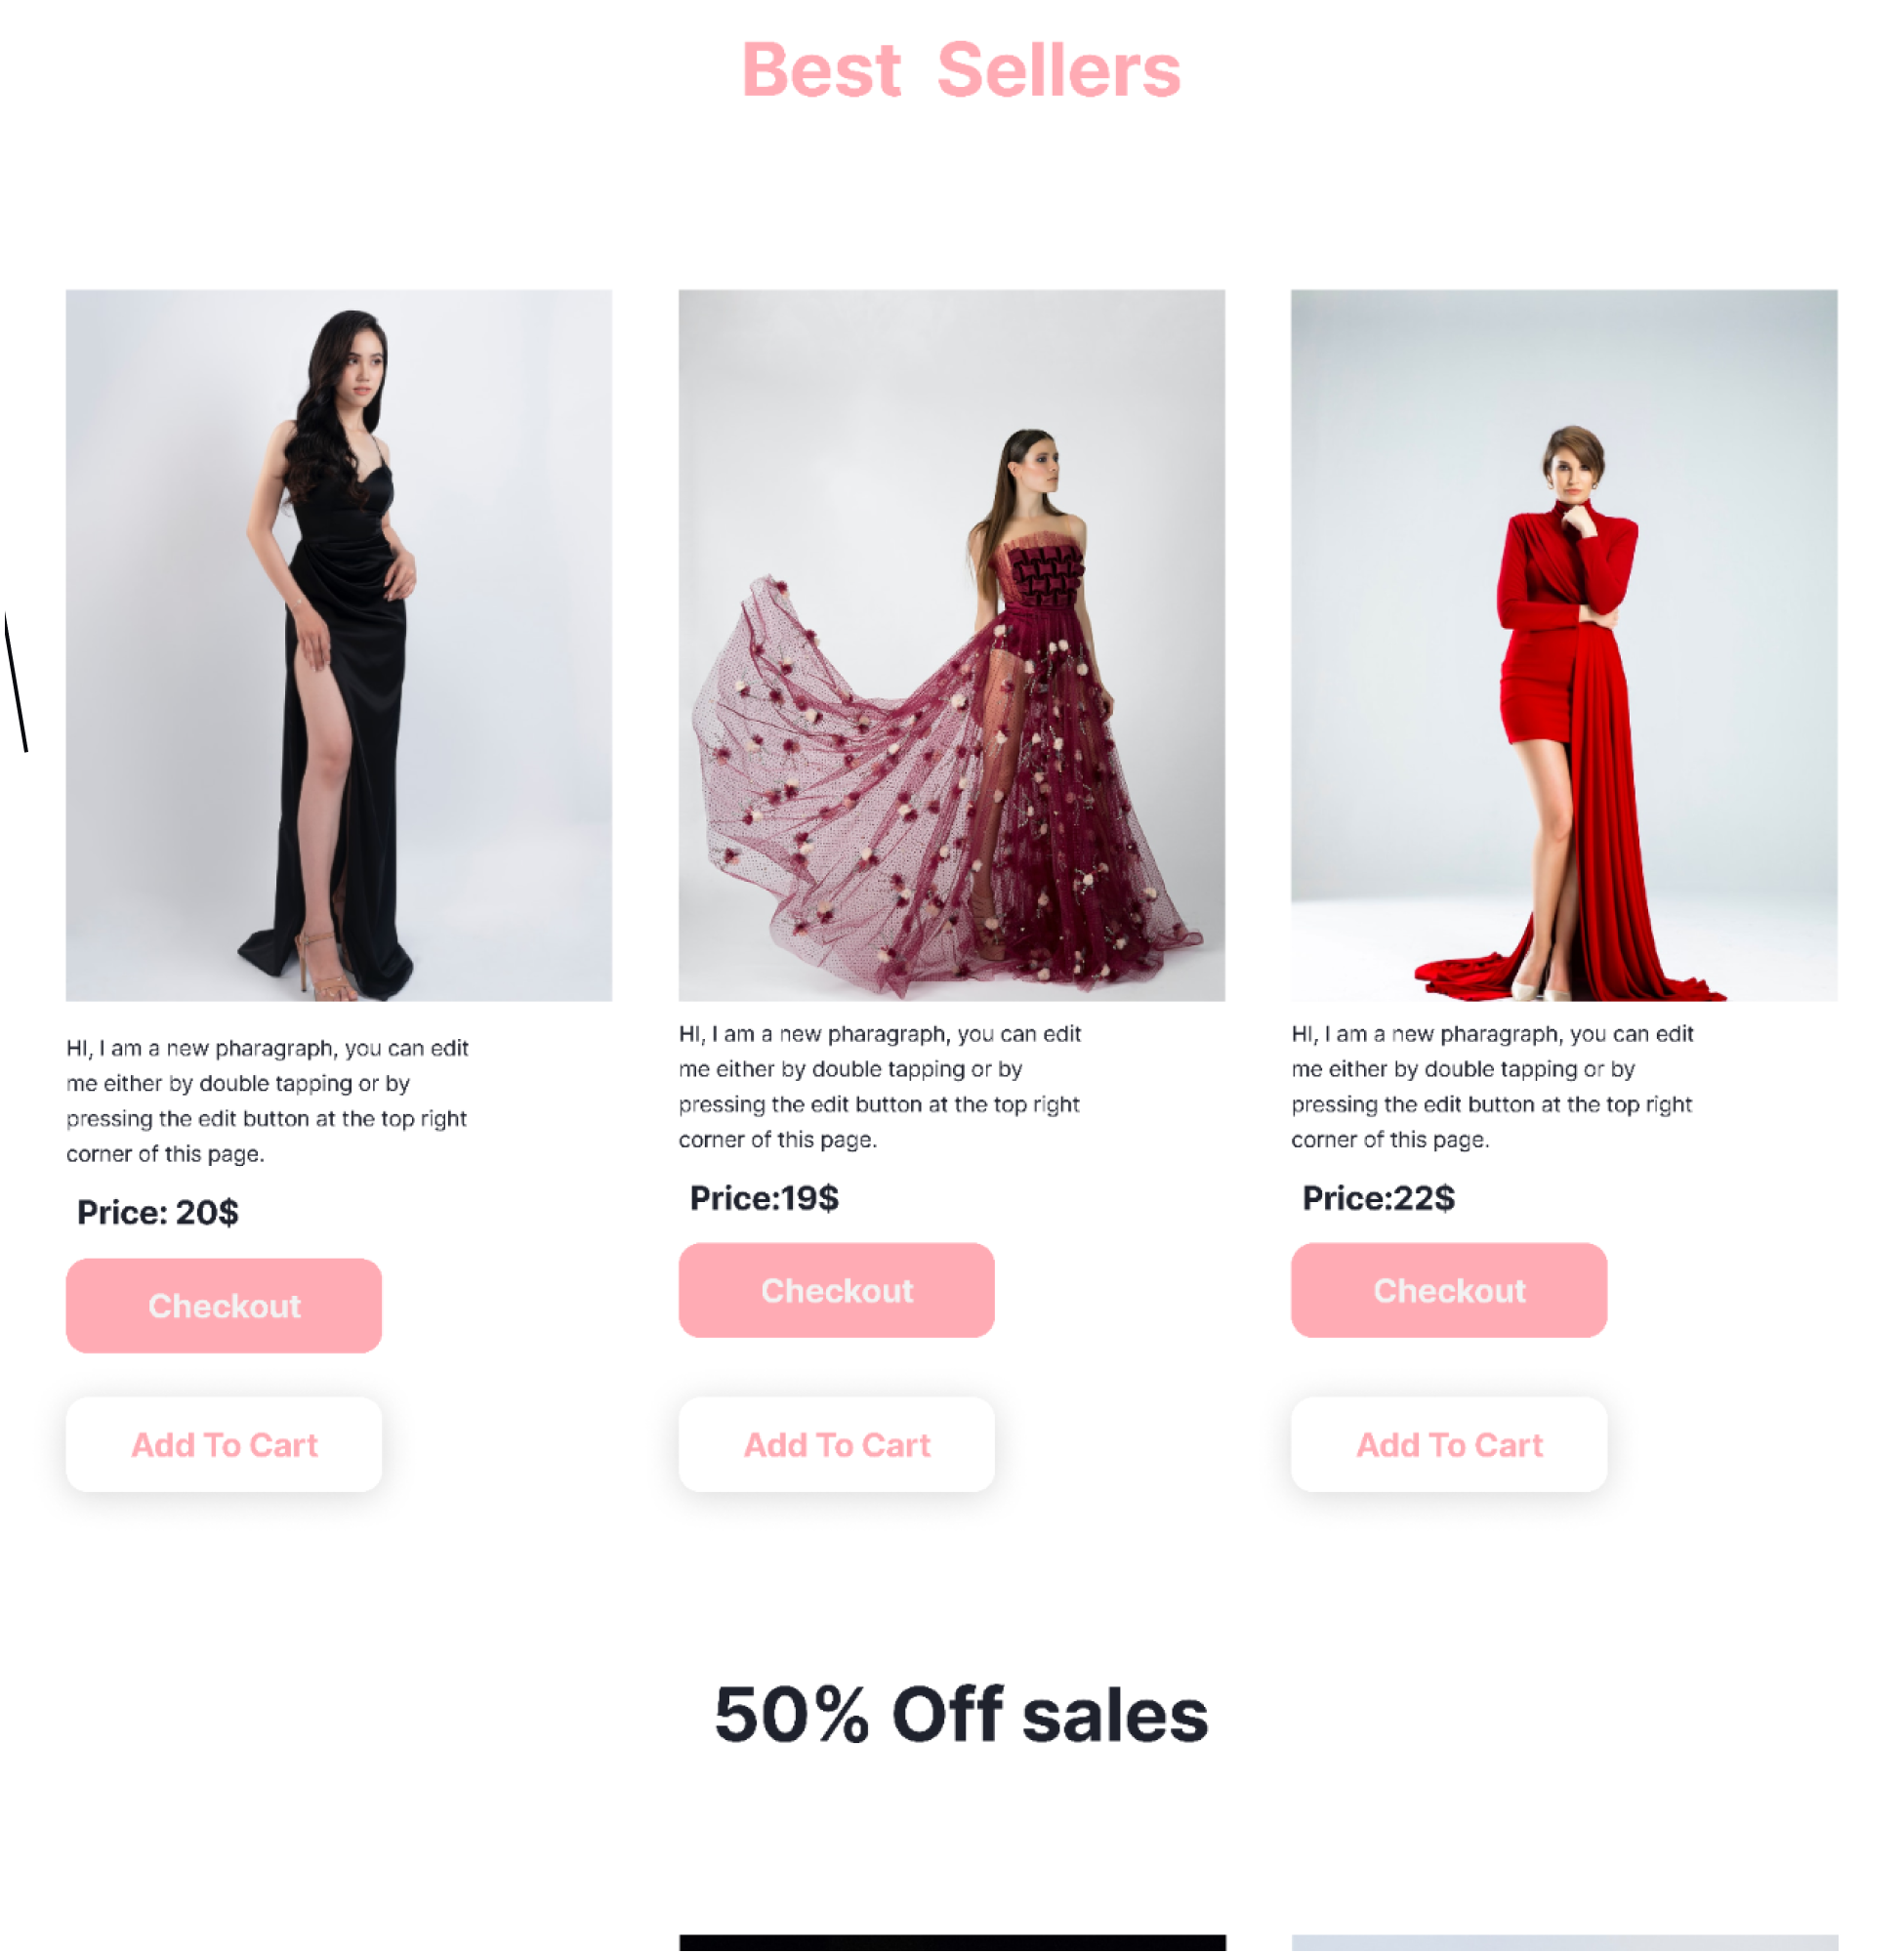 Best Sellers
HI, I am a new pharagraph, you can edit
me either by double tapping or by
pressing the edit button at the top right
corner of this page.
Price: 20$
Checkout
Add To Cart
HI, I am a new pharagraph, you can edit
me either by double tapping or by
pressing the edit button at the top right
corner of this page.
Price:19$
Checkout
Add To Cart
HI, I am a new pharagraph, you can edit
me either by double tapping or by
pressing the edit button at the top right
corner of this page.
Price:22$
Checkout
Add To Cart
50% Off sales